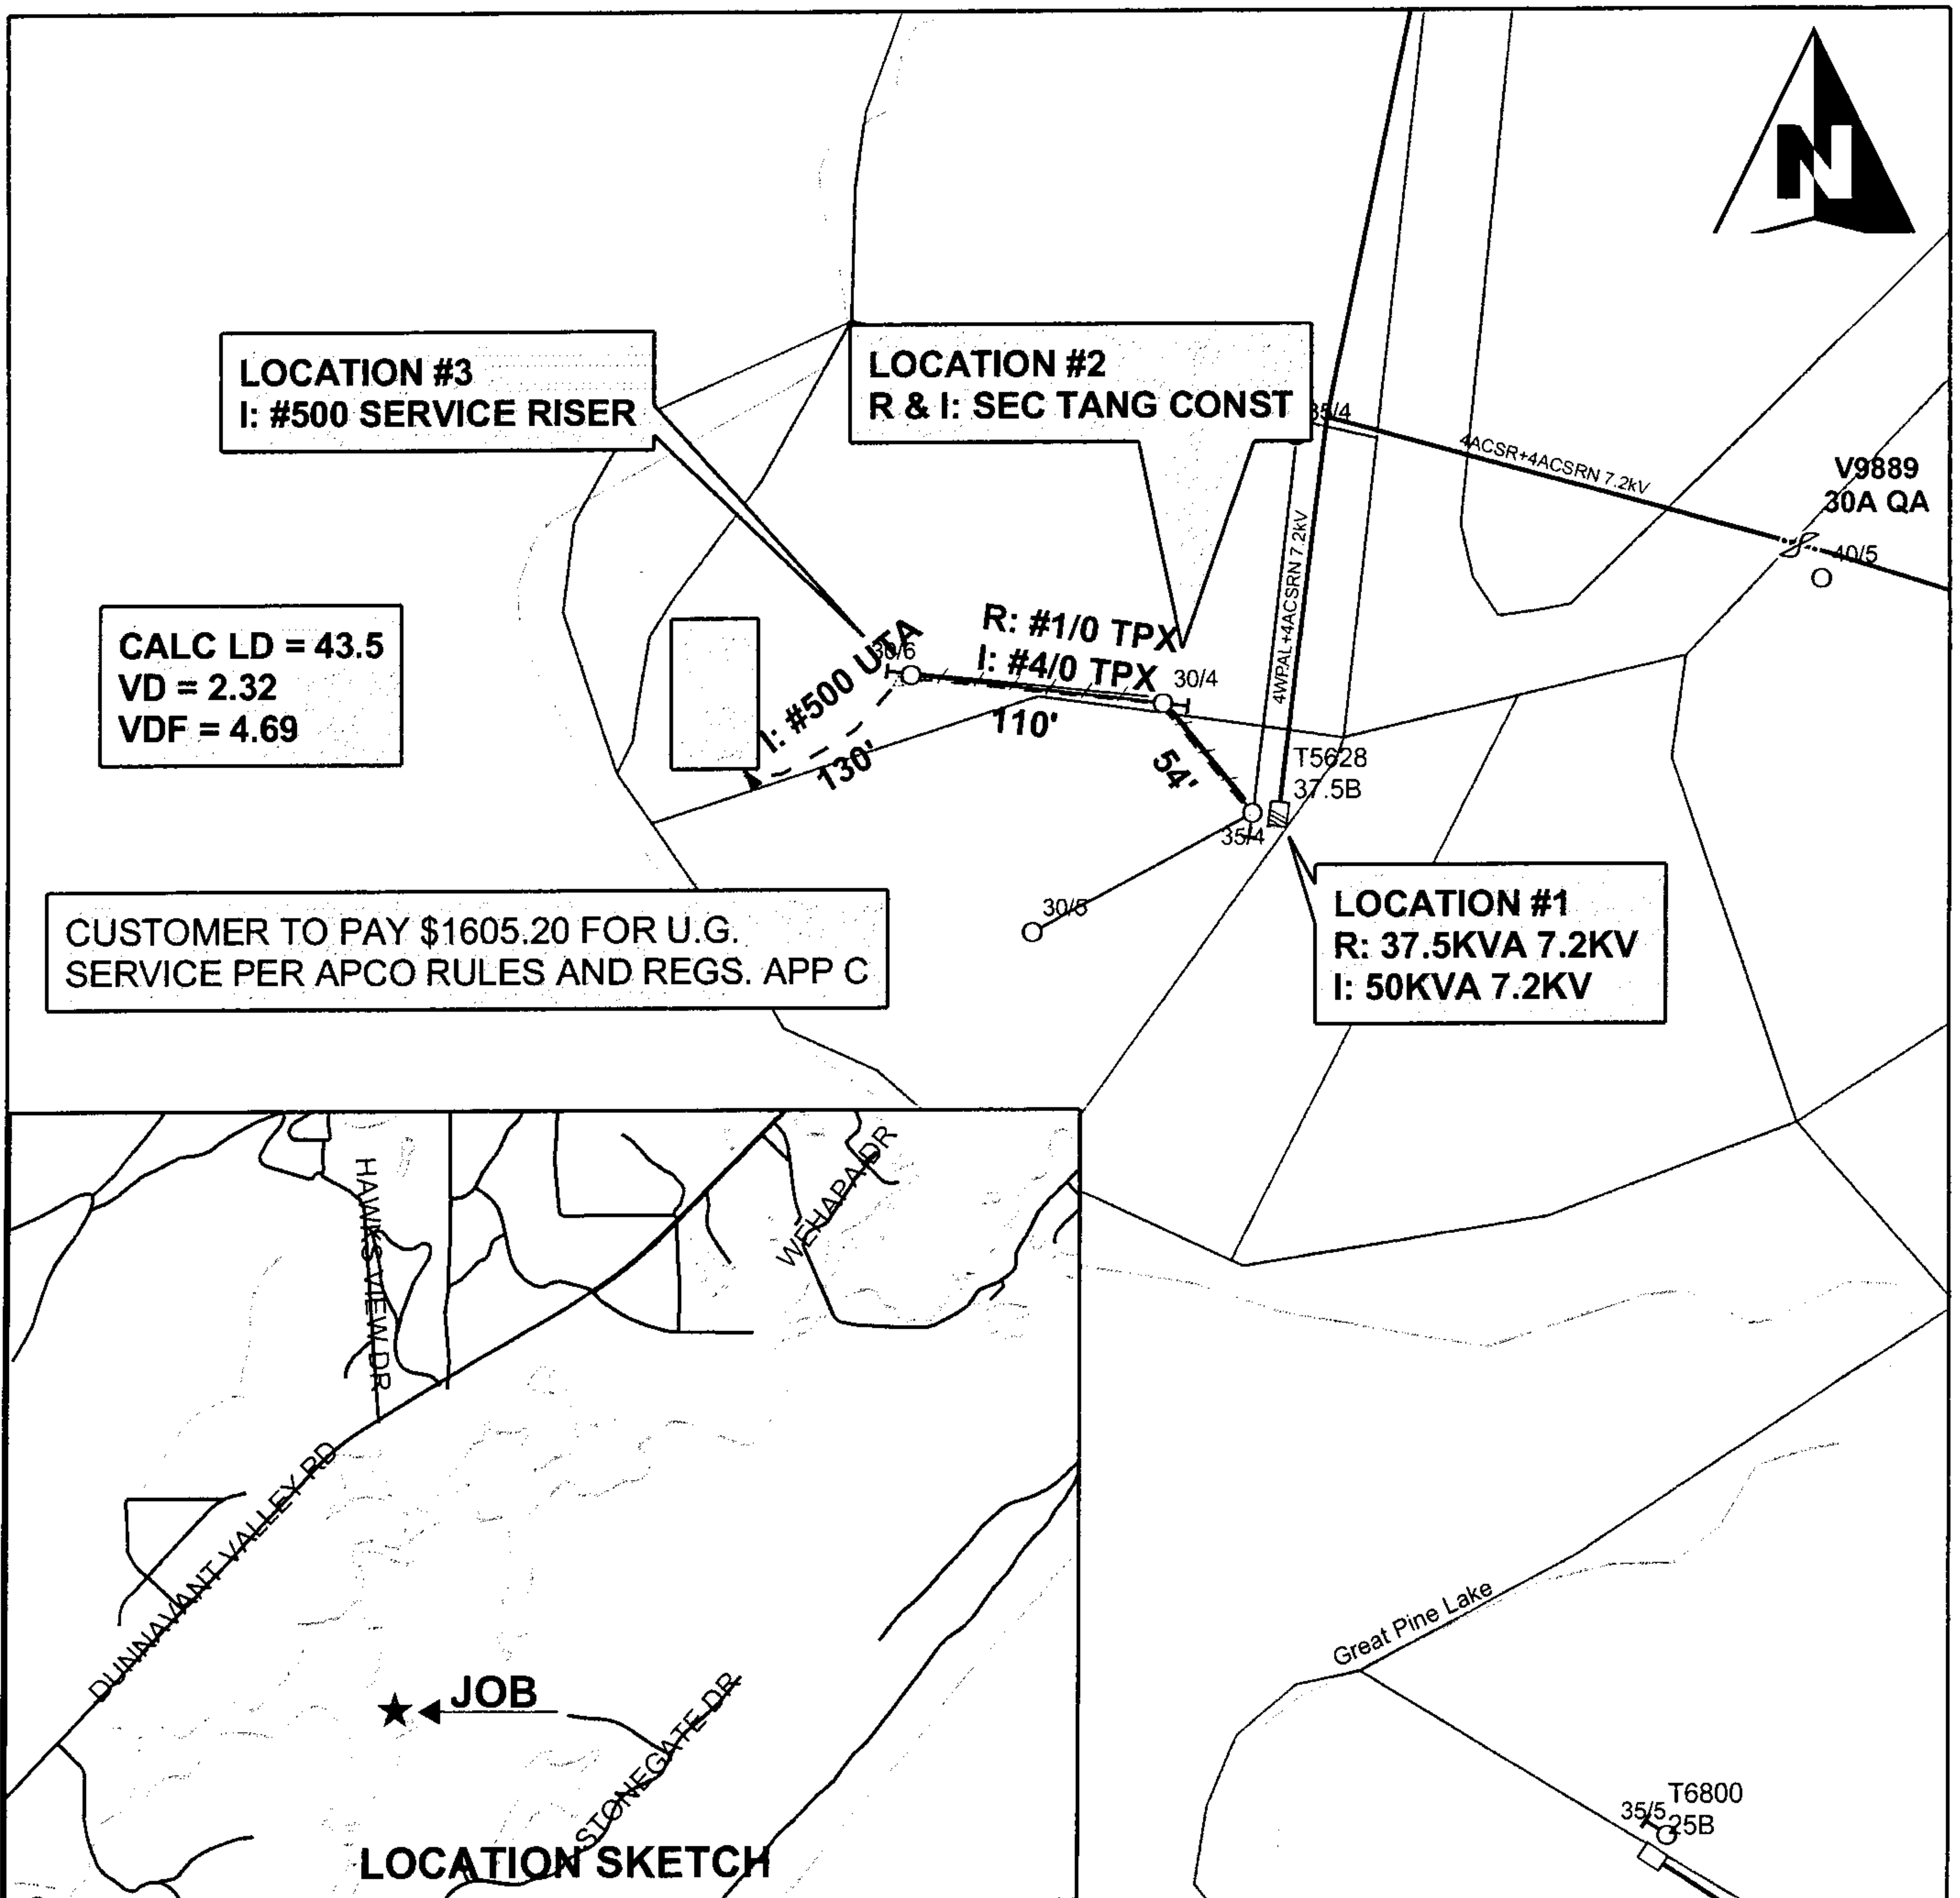 N
LOCATION #3
I: #500 SERVICE RISER
LOCATION #2
R & I: SEC TANG CONST
35/4
4ACSR+4ACSRN 7.2kV
V9889
30A QA
40/5
4WPAL+4ACSRN 7.2kV
CALC LD = 43.5
VD = 2.32
VDF = 4.69
30/6
I: #500 UTA
130'
R: #1/0 TPX
I: #4/0 TPX
30/4
110'
54'
T5628
37.5B
35/4
30/5
LOCATION #1
R: 37.5KVA 7.2KV
I: 50KVA 7.2KV
CUSTOMER TO PAY $1605.20 FOR U.G.
SERVICE PER APCO RULES AND REGS. APP C
HAWKS VIEW DR
WEHAPA DR
DUNNAVANT VALLEY RD
JOB
STONEGATE DR
LOCATION SKETCH
Great Pine Lake
T6800
35/5
25B